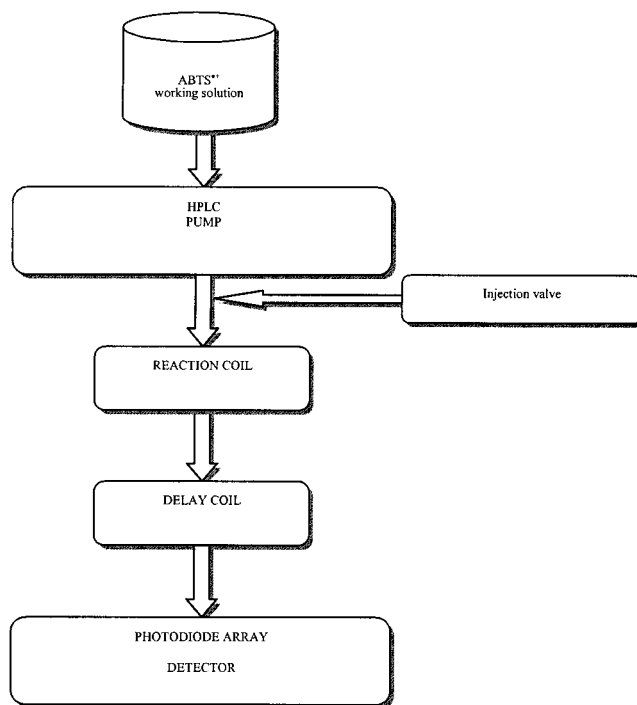 ABTS•+
working solution
HPLC
PUMP
Injection valve
REACTION COIL
DELAY COIL
PHOTODIODE ARRAY
DETECTOR